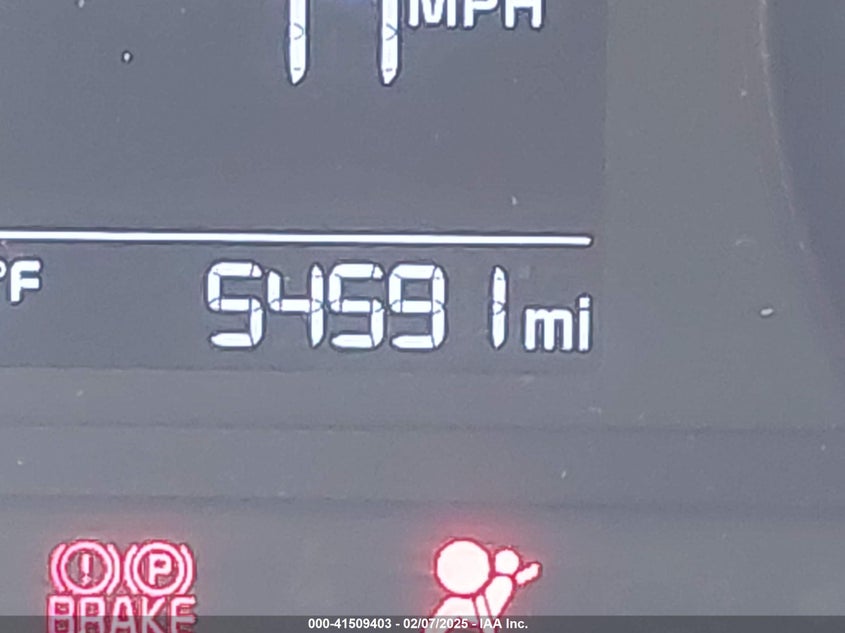 MPH
°F 54591 mi
(!) (P)
BRAKE
000-41509403 - 02/07/2025 - IAA Inc.